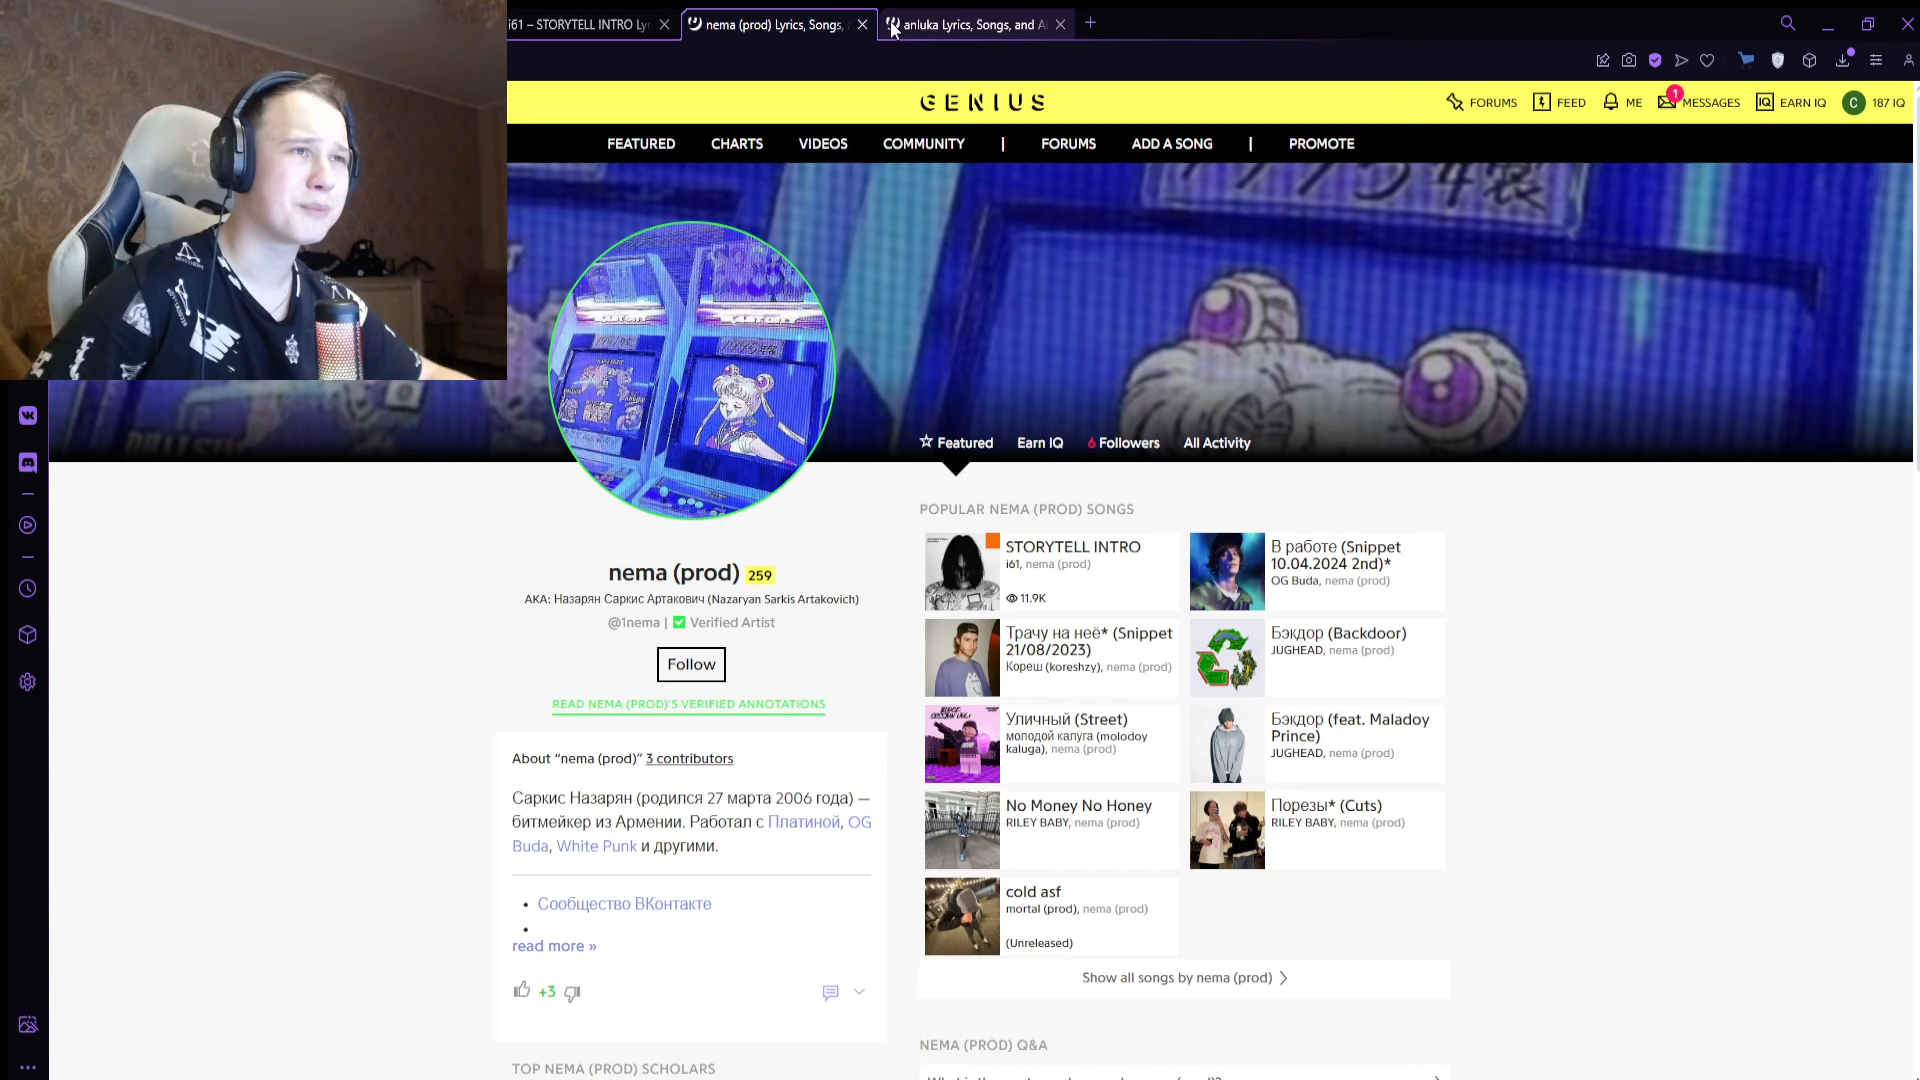 i61 – STORYTELL INTRO Ly
nema (prod) Lyrics, Songs,
anluka Lyrics, Songs, and Al
GENIUS
FORUMS
FEED
ME
1
MESSAGES
IQ
EARN IQ
C
187 IQ
FEATURED
CHARTS
VIDEOS
COMMUNITY
|
FORUMS
ADD A SONG
|
PROMOTE
Featured
Earn IQ
6 Followers
All Activity
nema (prod) 259
AKA: Назарян Саркис Артакович (Nazaryan Sarkis Artakovich)
@1nema | Verified Artist
Follow
READ NEMA (PROD)'S VERIFIED ANNOTATIONS
About “nema (prod)” 3 contributors
Саркис Назарян (родился 27 марта 2006 года) —
битмейкер из Армении. Работал с Платиной, OG
Buda, White Punk и другими.
• Сообщество ВКонтакте
•
read more »
+3
TOP NEMA (PROD) SCHOLARS
POPULAR NEMA (PROD) SONGS
STORYTELL INTRO
i61, nema (prod)
11.9K
В работе (Snippet
10.04.2024 2nd)*
OG Buda, nema (prod)
Трачу на неё* (Snippet
21/08/2023)
Кореш (koreshzy), nema (prod)
Бэкдор (Backdoor)
JUGHEAD, nema (prod)
Уличный (Street)
молодой калуга (molodoy
kaluga), nema (prod)
Бэкдор (feat. Maladoy
Prince)
JUGHEAD, nema (prod)
No Money No Honey
RILEY BABY, nema (prod)
Порезы* (Cuts)
RILEY BABY, nema (prod)
cold asf
mortal (prod), nema (prod)
(Unreleased)
Show all songs by nema (prod)
NEMA (PROD) Q&A